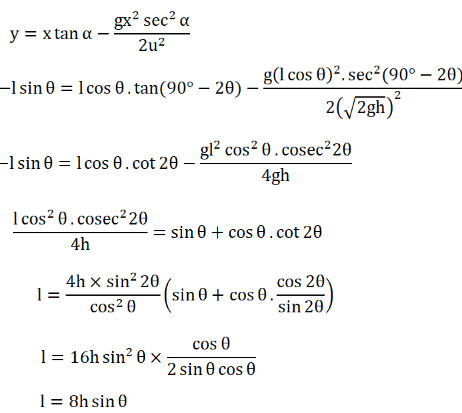 y = x tan α − gx² sec² α / 2u²
−l sin θ = l cos θ . tan(90° − 2θ) − g(l cos θ)². sec²(90° − 2θ) / 2(√2gh)²
−l sin θ = l cos θ . cot 2θ − gl² cos² θ . cosec² 2θ / 4gh
l cos² θ . cosec² 2θ / 4h = sin θ + cos θ . cot 2θ
l = 4h × sin² 2θ / cos² θ (sin θ + cos θ . cos 2θ / sin 2θ)
l = 16h sin² θ × cos θ / 2 sin θ cos θ
l = 8h sin θ